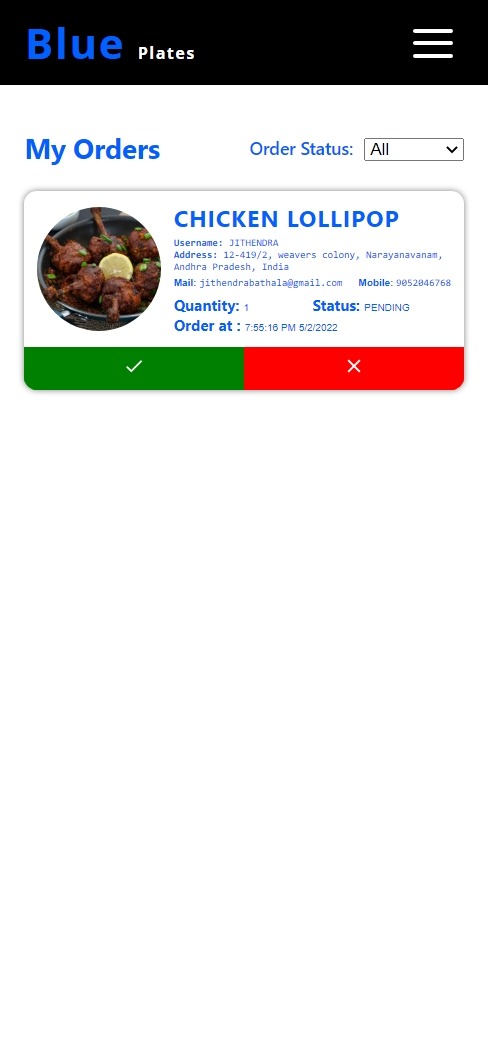 Blue Plates
My Orders Order Status: All
CHICKEN LOLLIPOP
Username: JITHENDRA
Address: 12-419/2, weavers colony, Narayanavanam,
Andhra Pradesh, India
Mail: jithendrabathala@gmail.com Mobile: 9052046768
Quantity: 1 Status: PENDING
Order at : 7:55:16 PM 5/2/2022